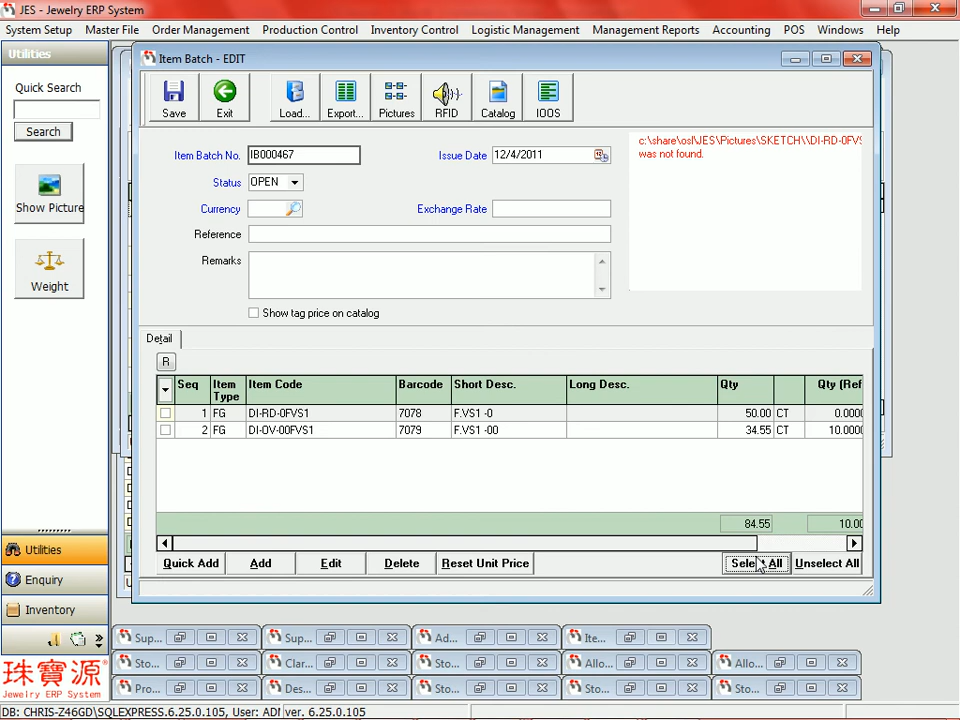 JES - Jewelry ERP System
System Setup Master File Order Management Production Control Inventory Control Logistic Management Management Reports Accounting POS Windows Help
Utilities
Quick Search
Search
Show Picture
Weight
Item Batch - EDIT
Save Exit Load... Export... Pictures RFID Catalog IOOS
Item Batch No. IB000467 Issue Date 12/4/2011
Status OPEN
Currency Exchange Rate
Reference
Remarks
Show tag price on catalog
c:\share\osl\JES\Pictures\SKETCH\\DI-RD-0FVS
was not found.
Detail
R
Seq Item Type Item Code Barcode Short Desc. Long Desc. Qty Qty (Ref
1 FG DI-RD-0FVS1 7078 F.VS1 -0 50.00 CT 0.0000
2 FG DI-OV-00FVS1 7079 F.VS1 -00 34.55 CT 10.0000
84.55 10.00
Quick Add Add Edit Delete Reset Unit Price Select All Unselect All
Utilities
Enquiry
Inventory
珠寶源
Jewelry ERP System
Sup... Sup... Ad... Ite...
Sto... Clar... Sto... Allo... Allo...
Pro... Des... Sto... Sto... Sto...
DB: CHRIS-Z46GD\SQLEXPRESS.6.25.0.105, User: ADM ver. 6.25.0.105